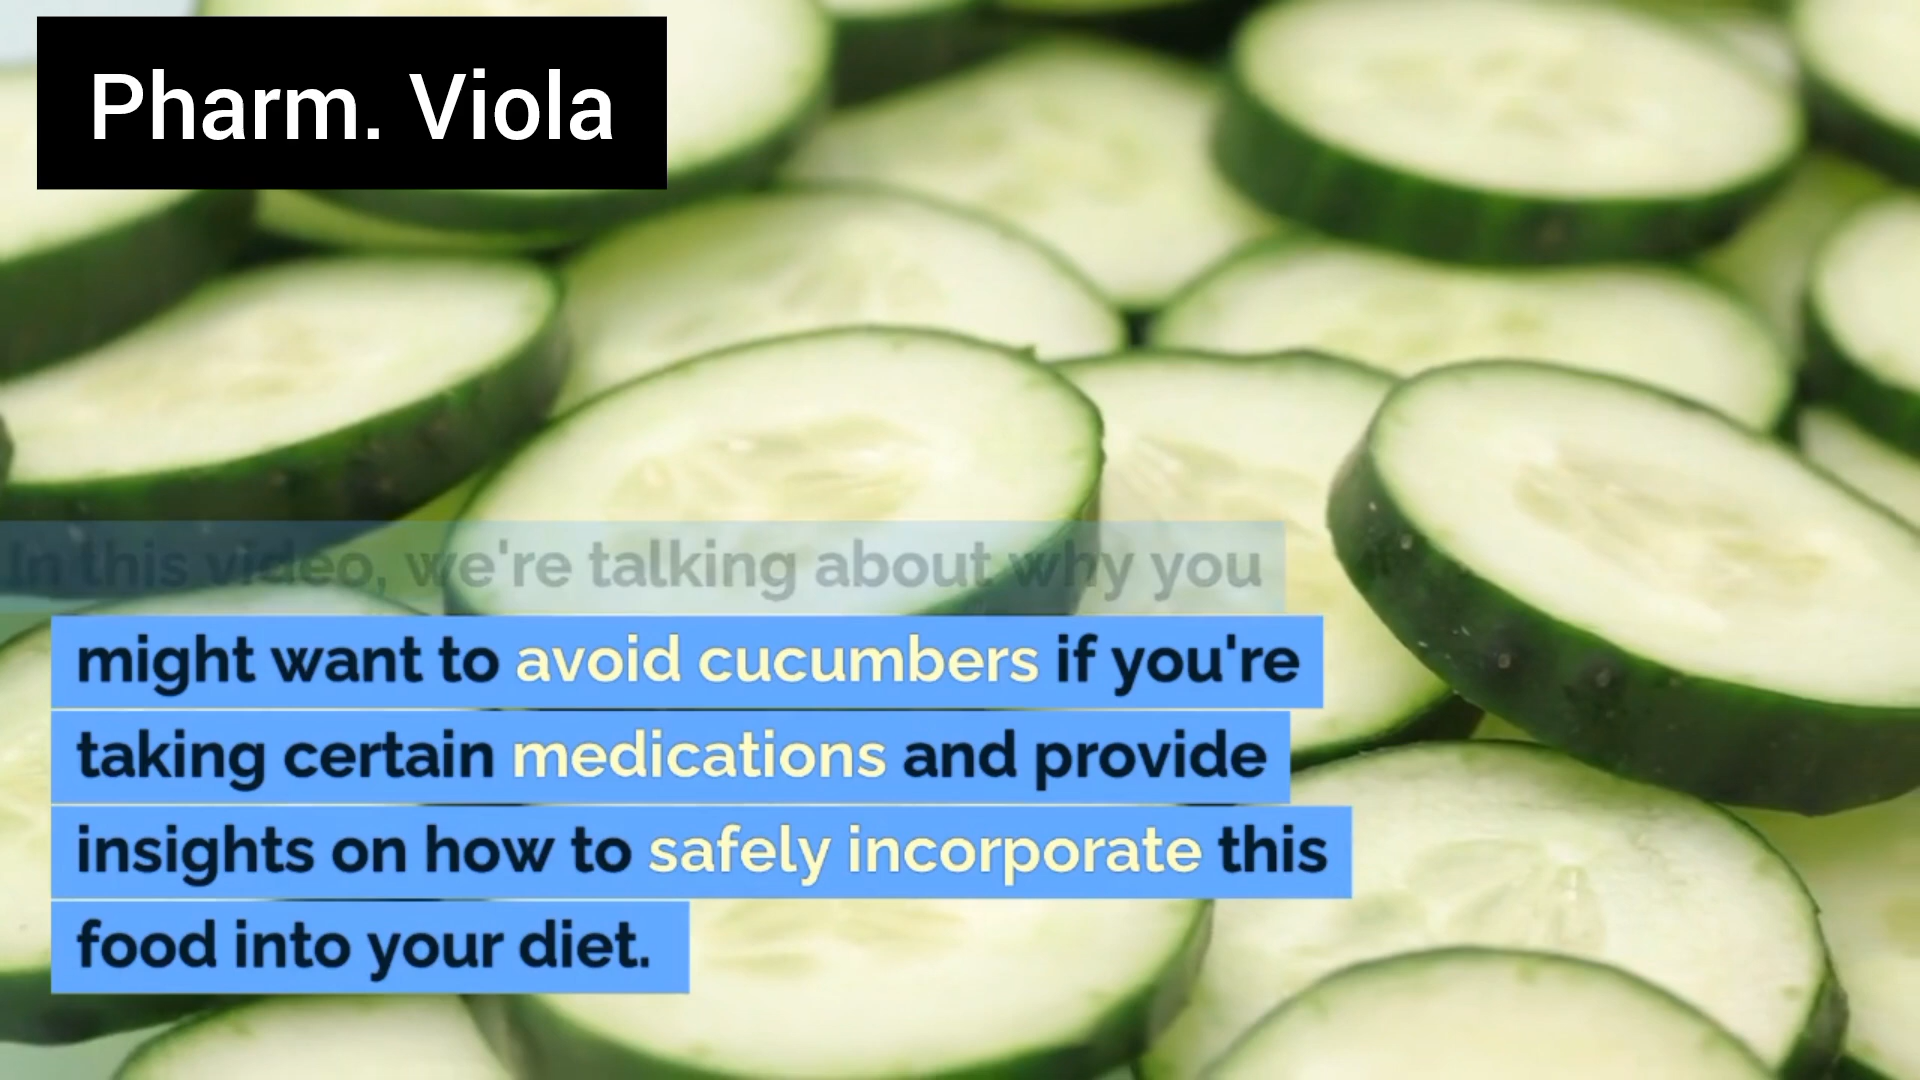 Pharm. Viola
In this video, we're talking about why you
might want to avoid cucumbers if you're
taking certain medications and provide
insights on how to safely incorporate this
food into your diet.